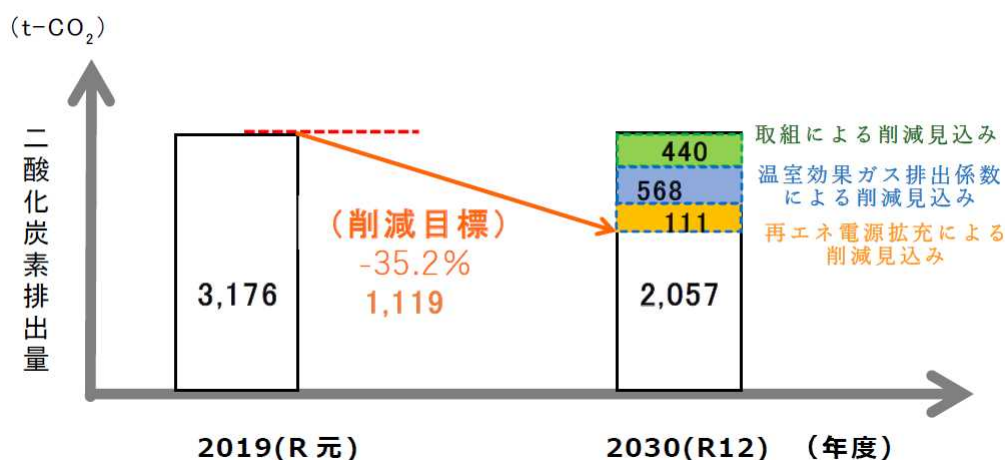 (t-CO₂)
二酸化炭素排出量
3,176
(削減目標)
-35.2%
1,119
440
568
111
2,057
取組による削減見込み
温室効果ガス排出係数
による削減見込み
再エネ電源拡充による
削減見込み
2019(R元)
2030(R12) (年度)